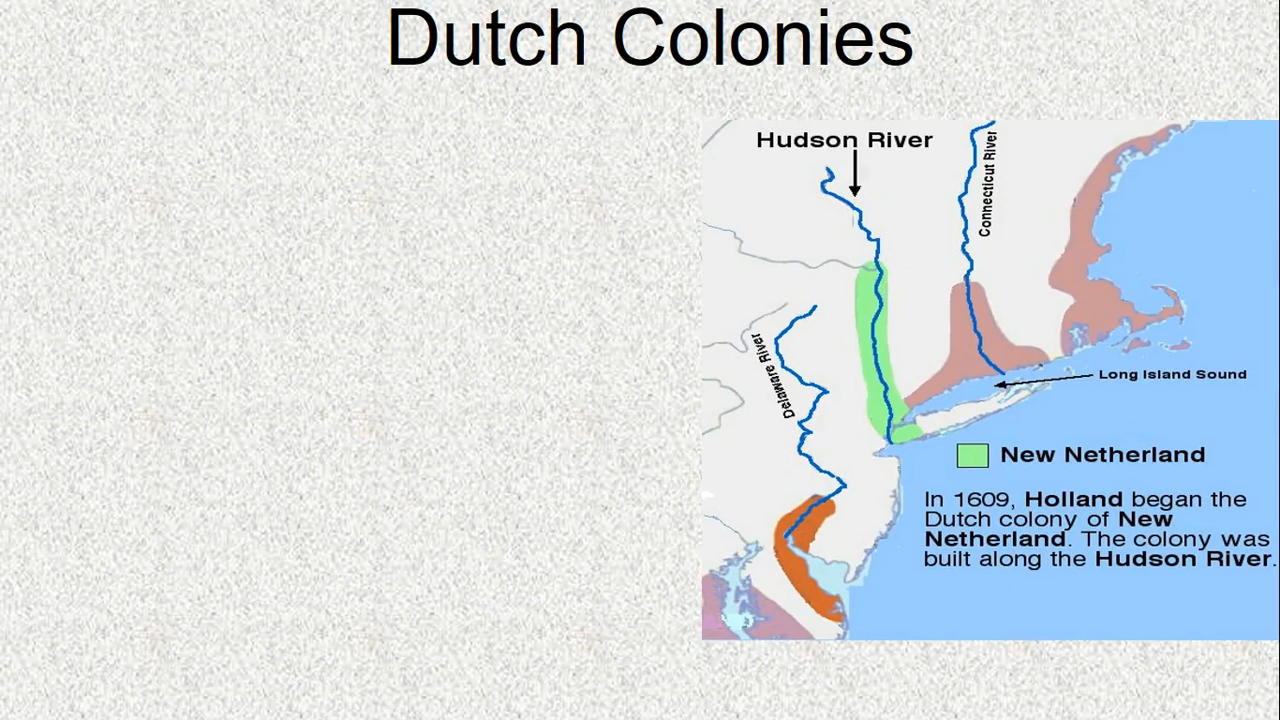 Dutch Colonies
Hudson River
Connecticut River
Delaware River
Long Island Sound
New Netherland
In 1609, Holland began the
Dutch colony of New
Netherland. The colony was
built along the Hudson River.